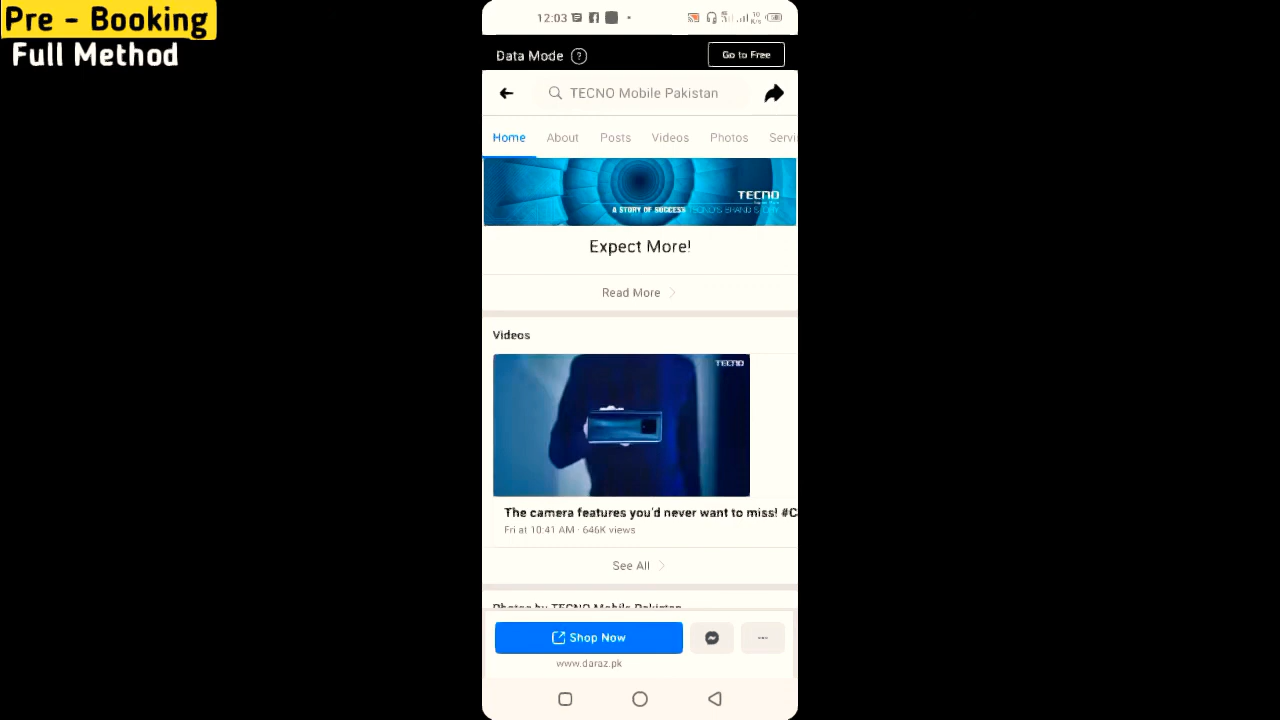 Pre - Booking
Full Method
12:03
Data Mode ?
Go to Free
TECNO Mobile Pakistan
Home About Posts Videos Photos Servi
TECNO
A STORY OF SUCCESS TECNO'S BRAND STORY
Expect More!
Read More
Videos
TECNO
The camera features you'd never want to miss! #C
Fri at 10:41 AM · 646K views
See All
Photos by TECNO Mobile Pakistan
Shop Now
www.daraz.pk